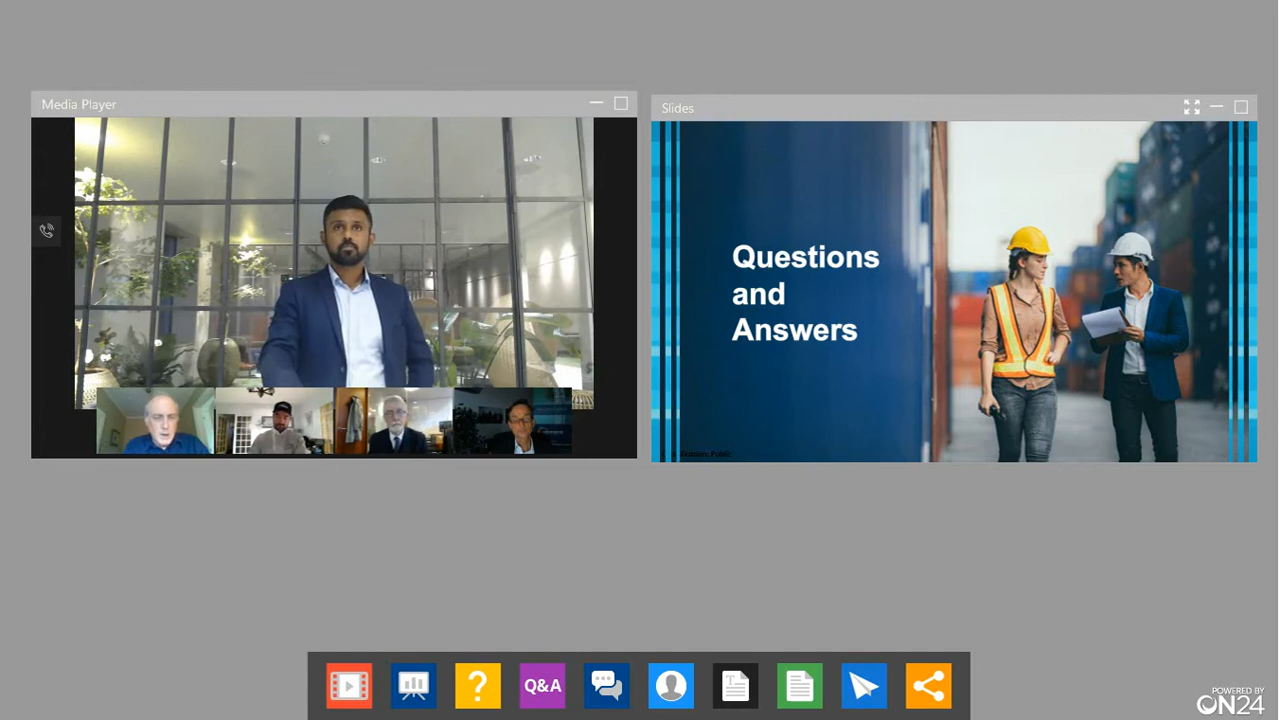 Media Player
Slides
Questions
and
Answers
Q&A
POWERED BY
ON24